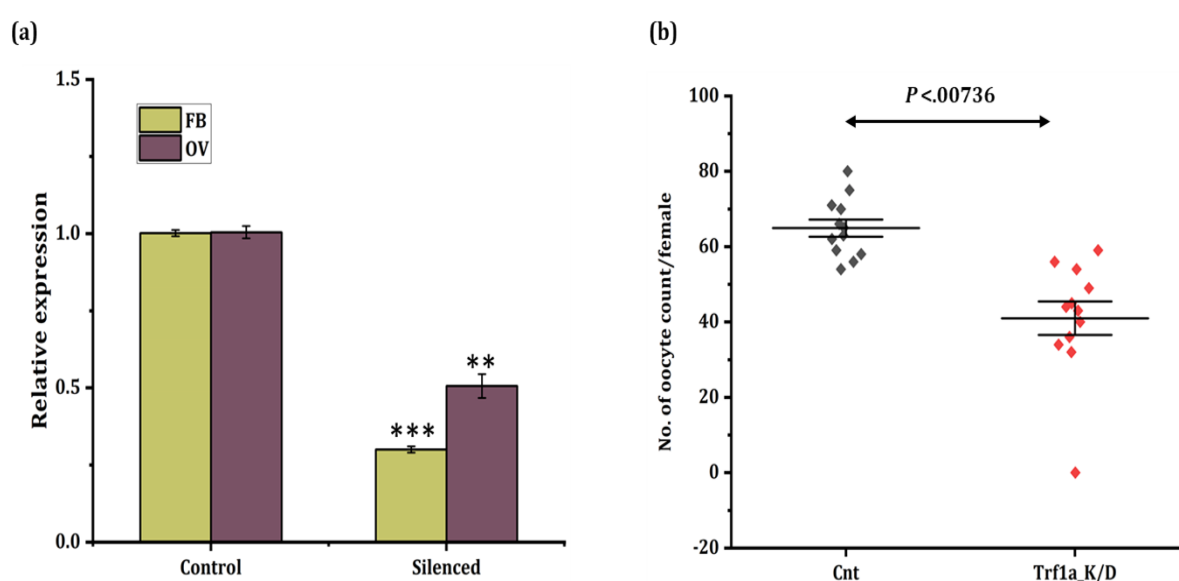 (a)
1.5
1.0
0.5
0.0
Relative expression
FB
OV
***
**
Control
Silenced
(b)
100
80
60
40
20
0
-20
No. of oocyte count/female
P<.00736
Cnt
Trf1a_K/D